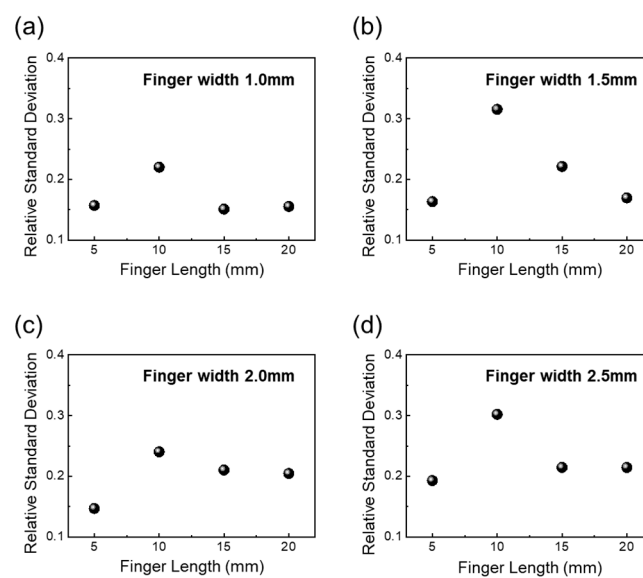 (a)
Relative Standard Deviation
0.4
0.3
0.2
0.1
Finger width 1.0mm
5 10 15 20
Finger Length (mm)
(b)
Relative Standard Deviation
0.4
0.3
0.2
0.1
Finger width 1.5mm
5 10 15 20
Finger Length (mm)
(c)
Relative Standard Deviation
0.4
0.3
0.2
0.1
Finger width 2.0mm
5 10 15 20
Finger Length (mm)
(d)
Relative Standard Deviation
0.4
0.3
0.2
0.1
Finger width 2.5mm
5 10 15 20
Finger Length (mm)